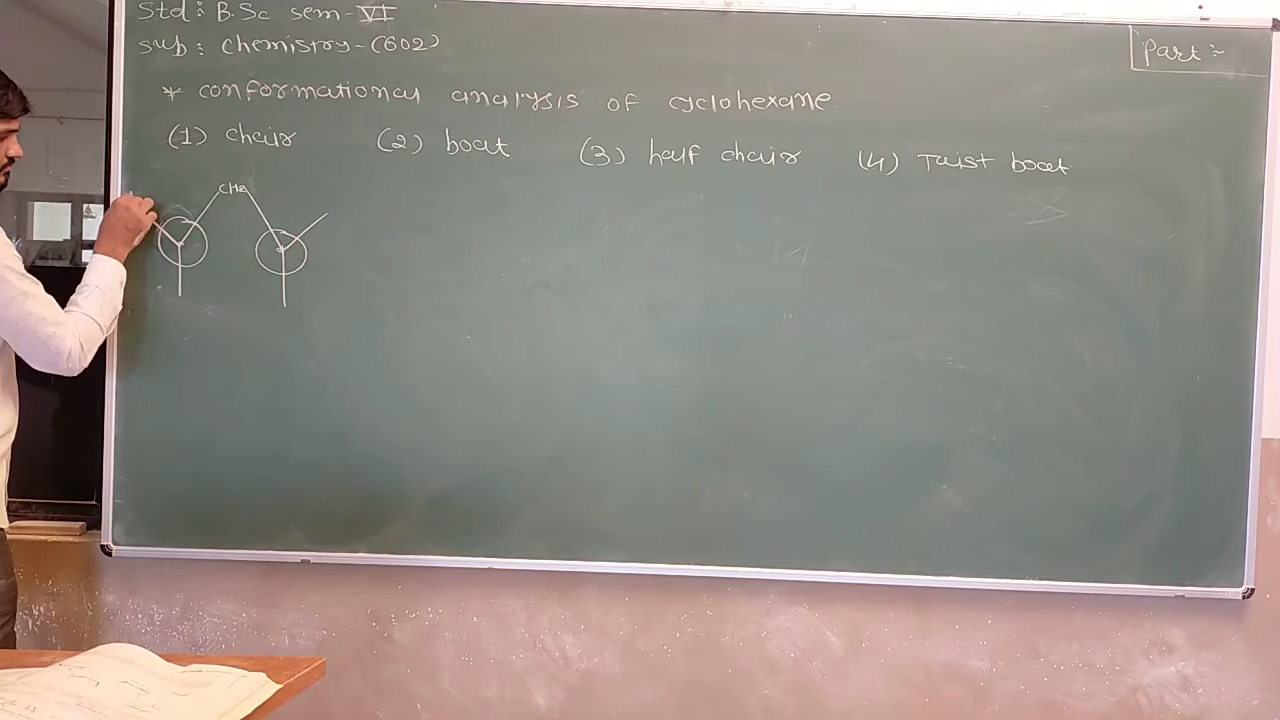 Std : B.Sc sem-VI
Sub : chemistry-(602)
Part :-
* conformational analysis of cyclohexane
(1) chair (2) boat (3) half chair (4) Twist boat
CH2